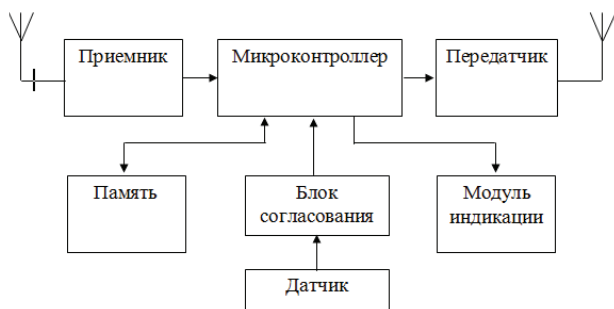 Приемник
Микроконтроллер
Передатчик
Память
Блок
согласования
Модуль
индикации
Датчик